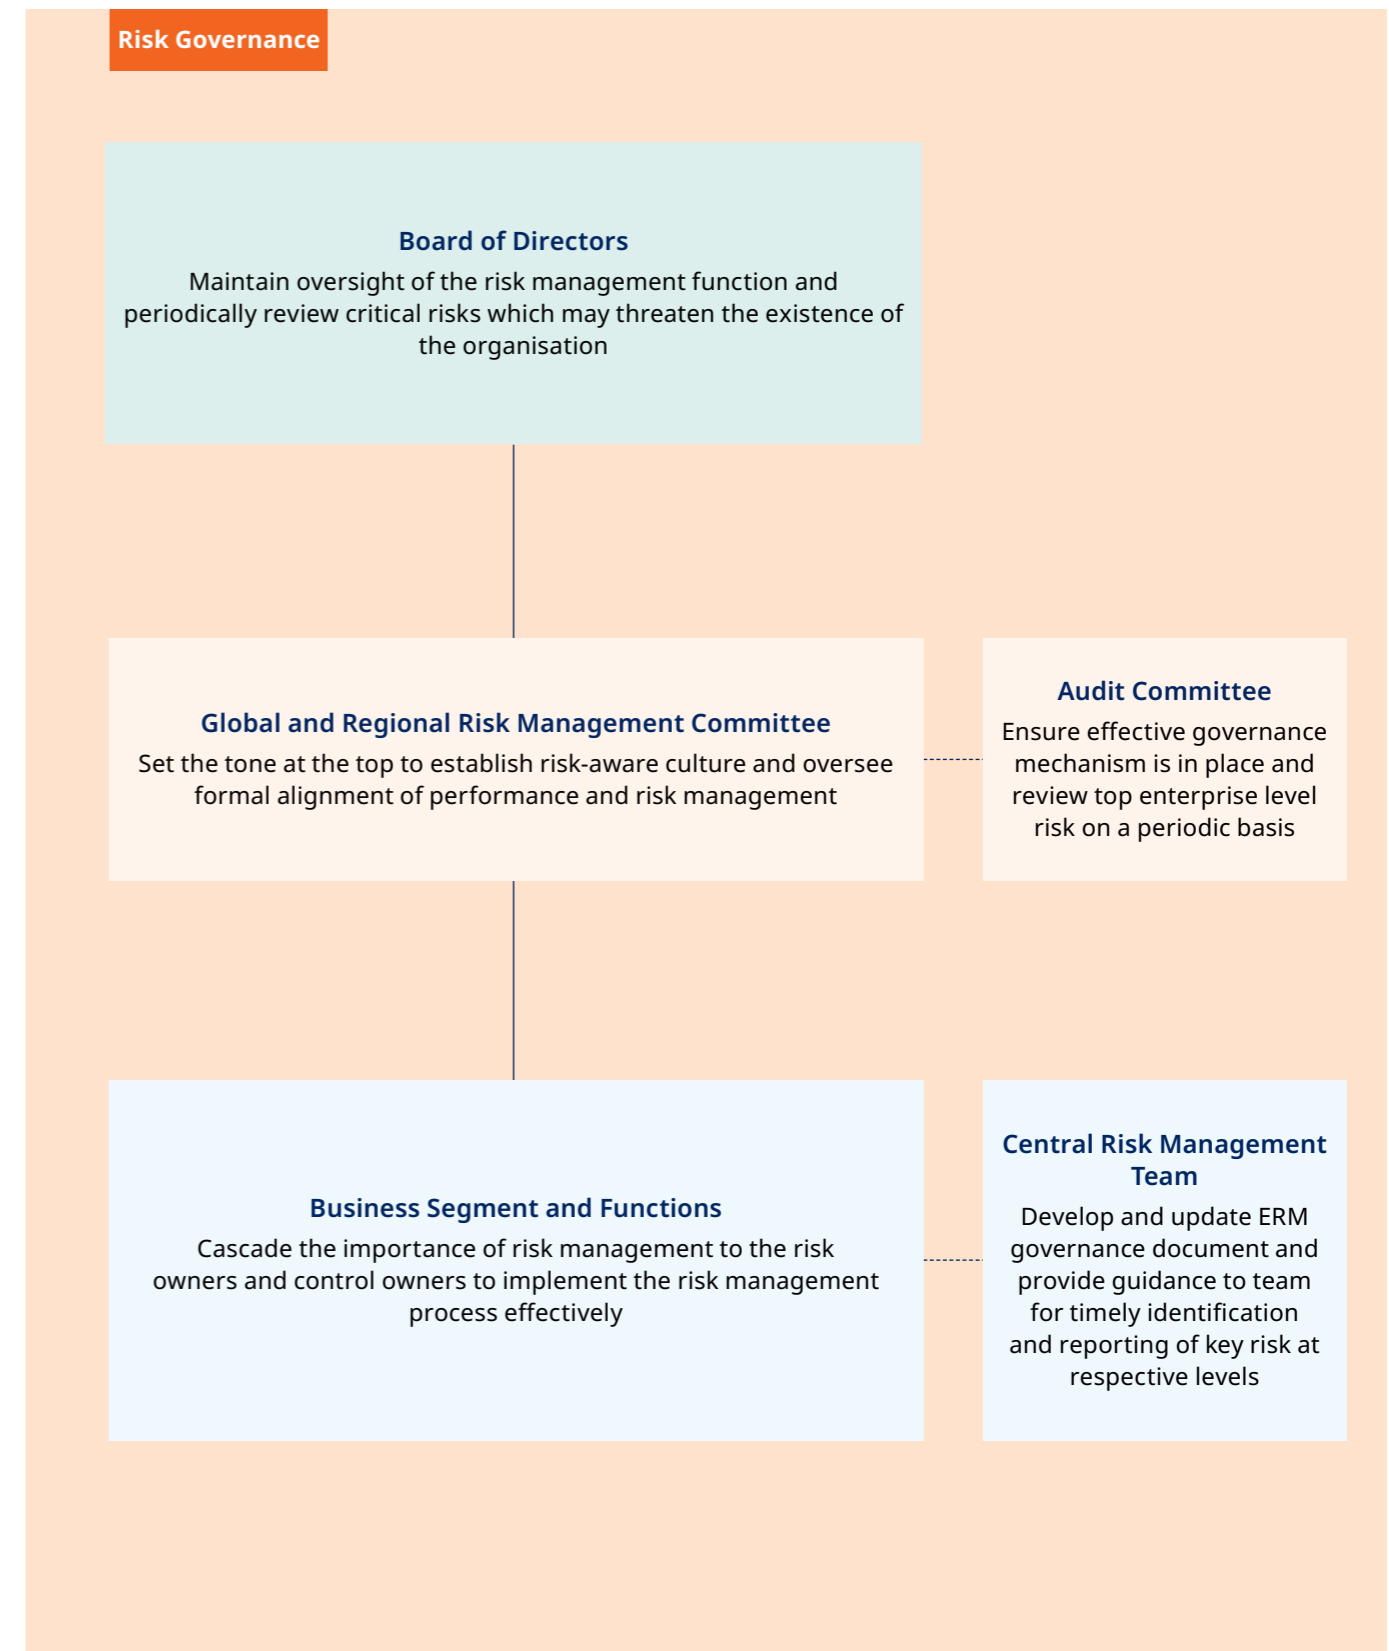 Risk Governance
Board of Directors
Maintain oversight of the risk management function and
periodically review critical risks which may threaten the existence of
the organisation
Global and Regional Risk Management Committee
Set the tone at the top to establish risk-aware culture and oversee
formal alignment of performance and risk management
Audit Committee
Ensure effective governance
mechanism is in place and
review top enterprise level
risk on a periodic basis
Business Segment and Functions
Cascade the importance of risk management to the risk
owners and control owners to implement the risk management
process effectively
Central Risk Management
Team
Develop and update ERM
governance document and
provide guidance to team
for timely identification
and reporting of key risk at
respective levels